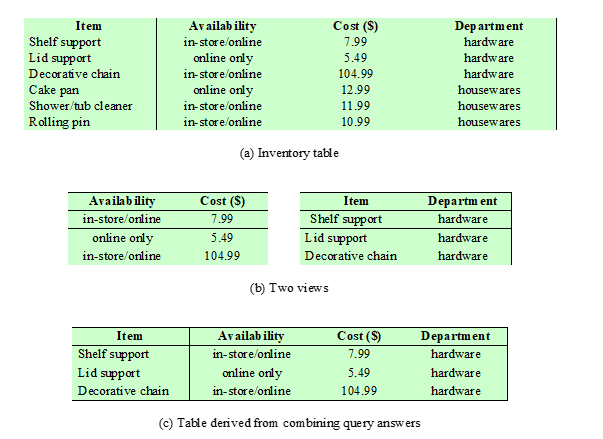 Item Availability Cost ($) Department
Shelf support in-store/online 7.99 hardware
Lid support online only 5.49 hardware
Decorative chain in-store/online 104.99 hardware
Cake pan online only 12.99 housewares
Shower/tub cleaner in-store/online 11.99 housewares
Rolling pin in-store/online 10.99 housewares
(a) Inventory table
Availability Cost ($) Item Department
in-store/online 7.99 Shelf support hardware
online only 5.49 Lid support hardware
in-store/online 104.99 Decorative chain hardware
(b) Two views
Item Availability Cost ($) Department
Shelf support in-store/online 7.99 hardware
Lid support online only 5.49 hardware
Decorative chain in-store/online 104.99 hardware
(c) Table derived from combining query answers